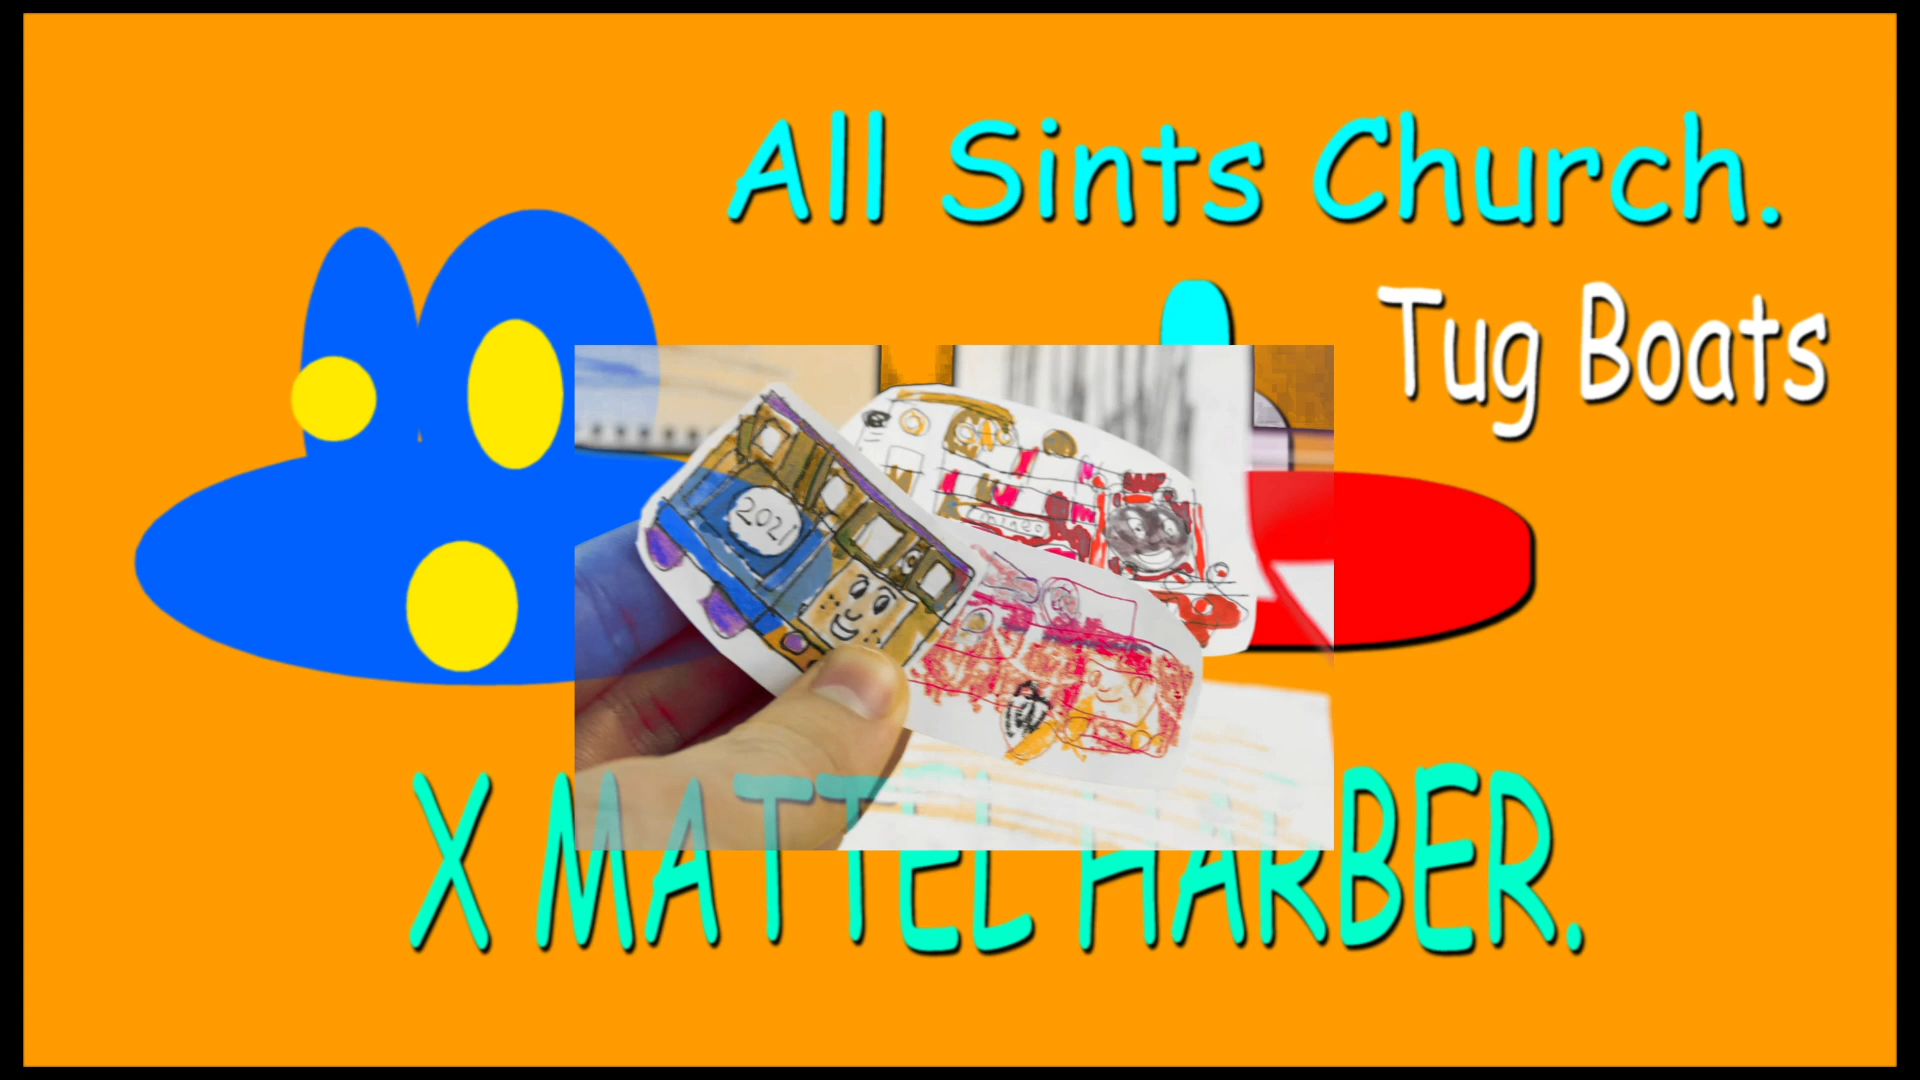 All Sints Church.
Tug Boats
2021
X MATTEL HARBER.